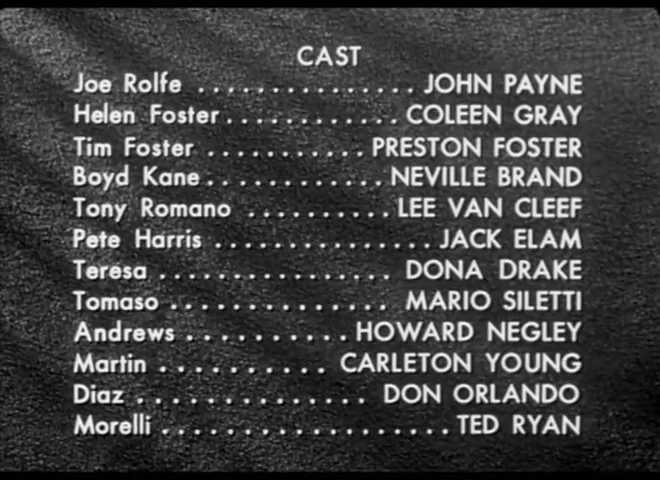 CAST
Joe Rolfe ............... JOHN PAYNE
Helen Foster ............ COLEEN GRAY
Tim Foster ........... PRESTON FOSTER
Boyd Kane ............ NEVILLE BRAND
Tony Romano .......... LEE VAN CLEEF
Pete Harris ................ JACK ELAM
Teresa ................ DONA DRAKE
Tomaso ............... MARIO SILETTI
Andrews .......... HOWARD NEGLEY
Martin ........... CARLETON YOUNG
Diaz ................. DON ORLANDO
Morelli .................... TED RYAN